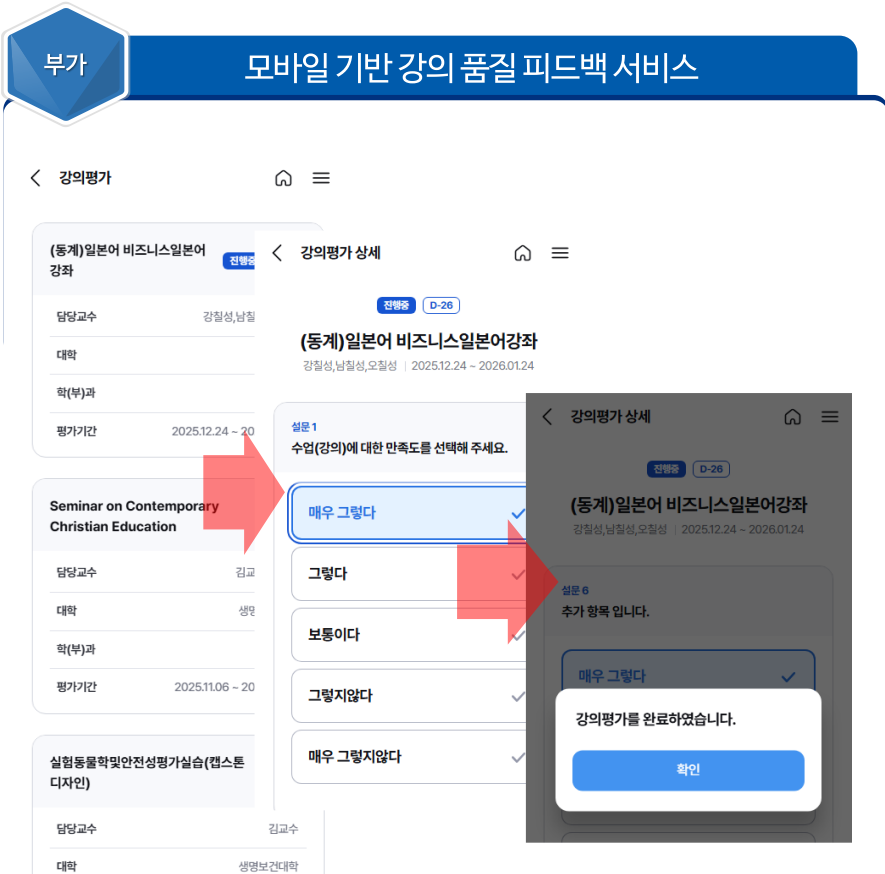 부가
모바일 기반 강의 품질 피드백 서비스
강의평가
(동계)일본어 비즈니스일본어
강좌
진행중
담당교수
강칠성,남칠
대학
학(부)과
평가기간
2025.12.24 ~ 20
Seminar on Contemporary
Christian Education
담당교수
김교
대학
생명
학(부)과
평가기간
2025.11.06 ~ 20
실험동물학및안전성평가실습(캡스톤
디자인)
담당교수
김교수
대학
생명보건대학
강의평가 상세
진행중 D-26
(동계)일본어 비즈니스일본어강좌
강칠성,남칠성,오칠성 | 2025.12.24 ~ 2026.01.24
설문 1
수업(강의)에 대한 만족도를 선택해 주세요.
매우 그렇다
그렇다
보통이다
그렇지않다
매우 그렇지않다
강의평가 상세
진행중 D-26
(동계)일본어 비즈니스일본어강좌
강칠성,남칠성,오칠성 | 2025.12.24 ~ 2026.01.24
설문 6
추가 항목 입니다.
매우 그렇다
강의평가를 완료하였습니다.
확인